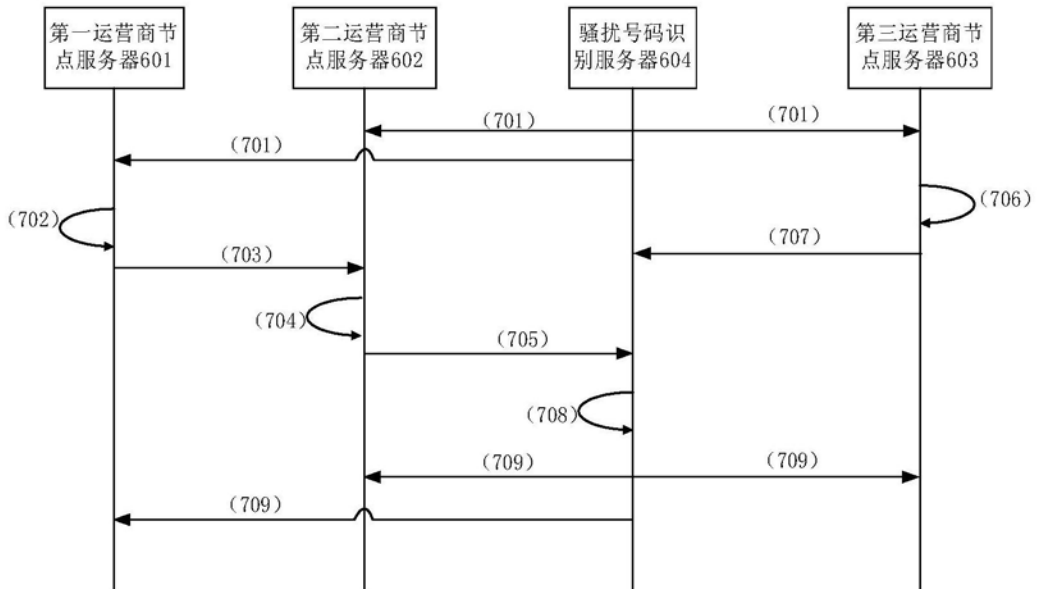 第一运营商节
点服务器601
第二运营商节
点服务器602
骚扰号码识
别服务器604
第三运营商节
点服务器603
(701)
(701)
(701)
(702)
(706)
(707)
(703)
(704)
(705)
(708)
(709)
(709)
(709)